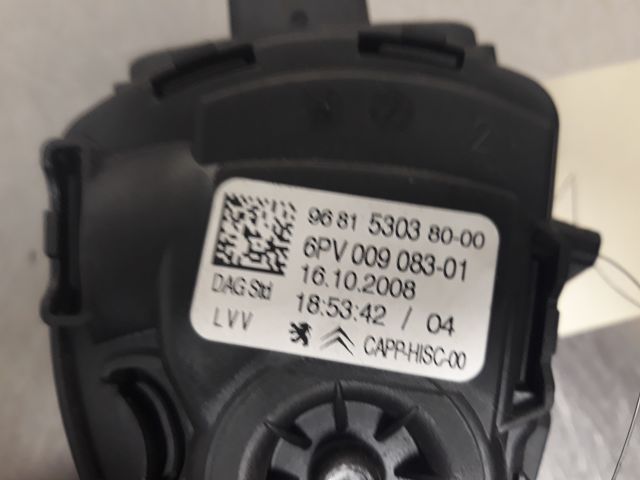 96 81 5303 80-00
6PV 009 083-01
16.10.2008
DAG Std
18:53:42 / 04
LVV
CAPP-HISC-00